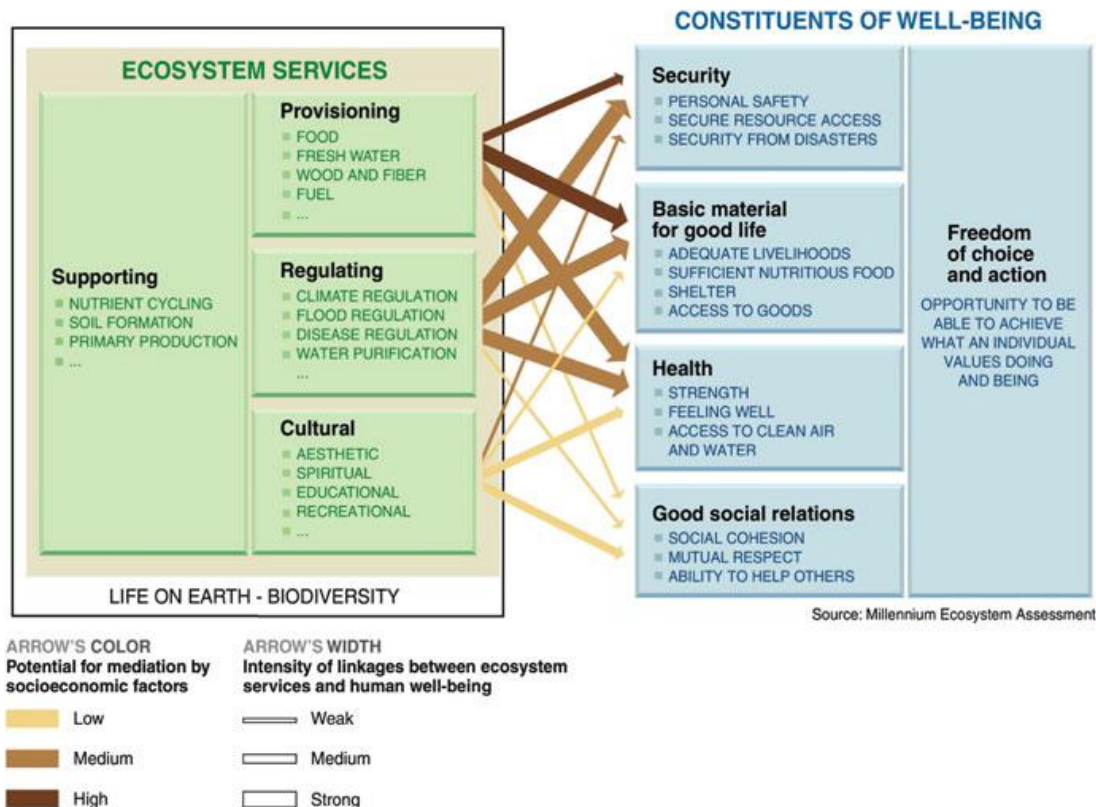 CONSTITUENTS OF WELL-BEING
ECOSYSTEM SERVICES
Supporting
NUTRIENT CYCLING
SOIL FORMATION
PRIMARY PRODUCTION
...
Provisioning
FOOD
FRESH WATER
WOOD AND FIBER
FUEL
...
Regulating
CLIMATE REGULATION
FLOOD REGULATION
DISEASE REGULATION
WATER PURIFICATION
...
Cultural
AESTHETIC
SPIRITUAL
EDUCATIONAL
RECREATIONAL
...
LIFE ON EARTH - BIODIVERSITY
Security
PERSONAL SAFETY
SECURE RESOURCE ACCESS
SECURITY FROM DISASTERS
Basic material
for good life
ADEQUATE LIVELIHOODS
SUFFICIENT NUTRITIOUS FOOD
SHELTER
ACCESS TO GOODS
Health
STRENGTH
FEELING WELL
ACCESS TO CLEAN AIR
AND WATER
Good social relations
SOCIAL COHESION
MUTUAL RESPECT
ABILITY TO HELP OTHERS
Freedom
of choice
and action
OPPORTUNITY TO BE
ABLE TO ACHIEVE
WHAT AN INDIVIDUAL
VALUES DOING
AND BEING
Source: Millennium Ecosystem Assessment
ARROW'S COLOR
Potential for mediation by
socioeconomic factors
Low
Medium
High
ARROW'S WIDTH
Intensity of linkages between ecosystem
services and human well-being
Weak
Medium
Strong